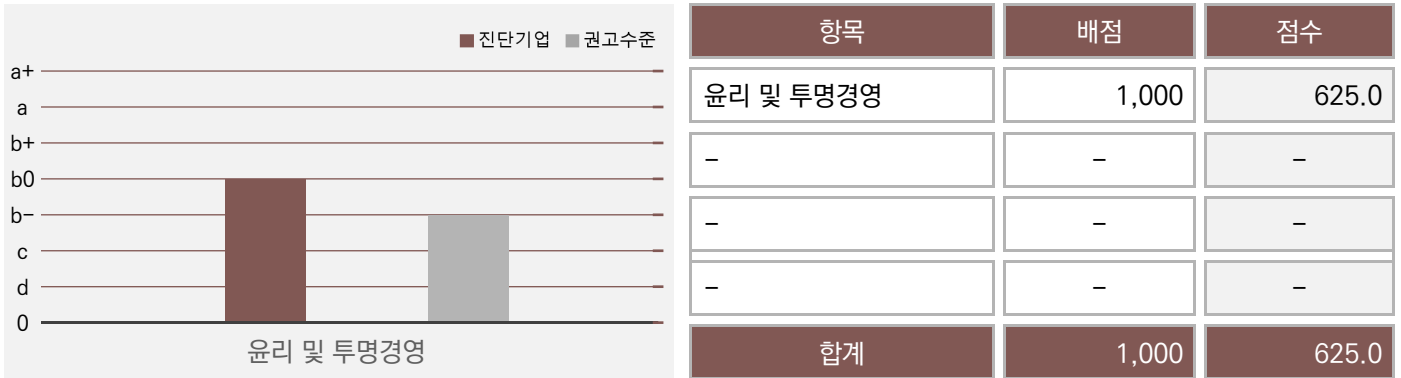 ■진단기업 ■권고수준
a+
a
b+
b0
b−
c
d
0
윤리 및 투명경영
항목 배점 점수
윤리 및 투명경영 1,000 625.0
− − −
− − −
− − −
합계 1,000 625.0